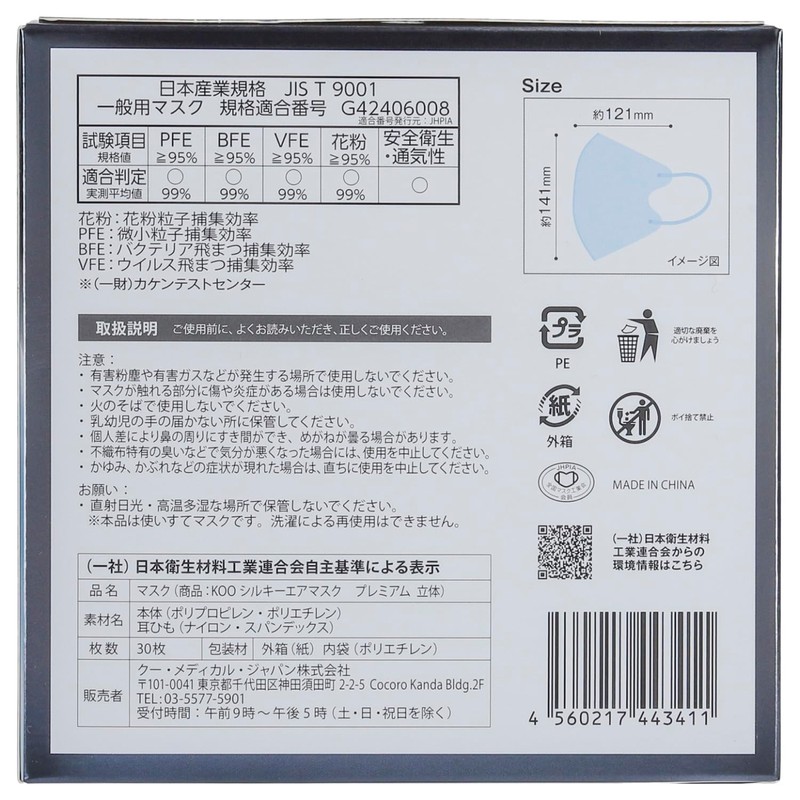 日本産業規格 JIS T 9001
一般用マスク 規格適合番号 G42406008
適合番号発行元：JHPIA
試験項目 規格値 PFE ≧95% BFE ≧95% VFE ≧95% 花粉 ≧95% 安全衛生・通気性
適合判定 実測平均値 ○ 99% ○ 99% ○ 99% ○ 99% ○
花粉：花粉粒子捕集効率
PFE：微小粒子捕集効率
BFE：バクテリア飛まつ捕集効率
VFE：ウイルス飛まつ捕集効率
※（一財）カケンテストセンター
Size
約121mm
約141mm
イメージ図
取扱説明 ご使用前に、よくお読みいただき、正しくご使用ください。
注意：
・有害粉塵や有害ガスなどが発生する場所で使用しないでください。
・マスクが触れる部分に傷や炎症がある場合は使用しないでください。
・火のそばで使用しないでください。
・乳幼児の手の届かない所に保管してください。
・個人差により鼻の周りにすき間ができ、めがねが曇る場合があります。
・不織布特有の臭いなどで気分が悪くなった場合には、使用を中止してください。
・かゆみ、かぶれなどの症状が現れた場合は、直ちに使用を中止してください。
お願い：
・直射日光・高温多湿な場所で保管しないでください。
※本品は使いすてマスクです。洗濯による再使用はできません。
プラ
PE
適切な廃棄を
心がけましょう
紙
外箱
ポイ捨て禁止
JHPIA
全国マスク工業会
会員
MADE IN CHINA
（一社）日本衛生材料
工業連合会からの
環境情報はこちら
（一社）日本衛生材料工業連合会自主基準による表示
品名 マスク（商品：KOO シルキーエアマスク プレミアム 立体）
素材名 本体（ポリプロピレン・ポリエチレン）
耳ひも（ナイロン・スパンデックス）
枚数 30枚 包装材 外箱（紙） 内袋（ポリエチレン）
販売者 クー・メディカル・ジャパン株式会社
〒101-0041 東京都千代田区神田須田町 2-2-5 Cocoro Kanda Bldg.2F
TEL：03-5577-5901
受付時間：午前9時～午後5時（土・日・祝日を除く）
4 560217 443411